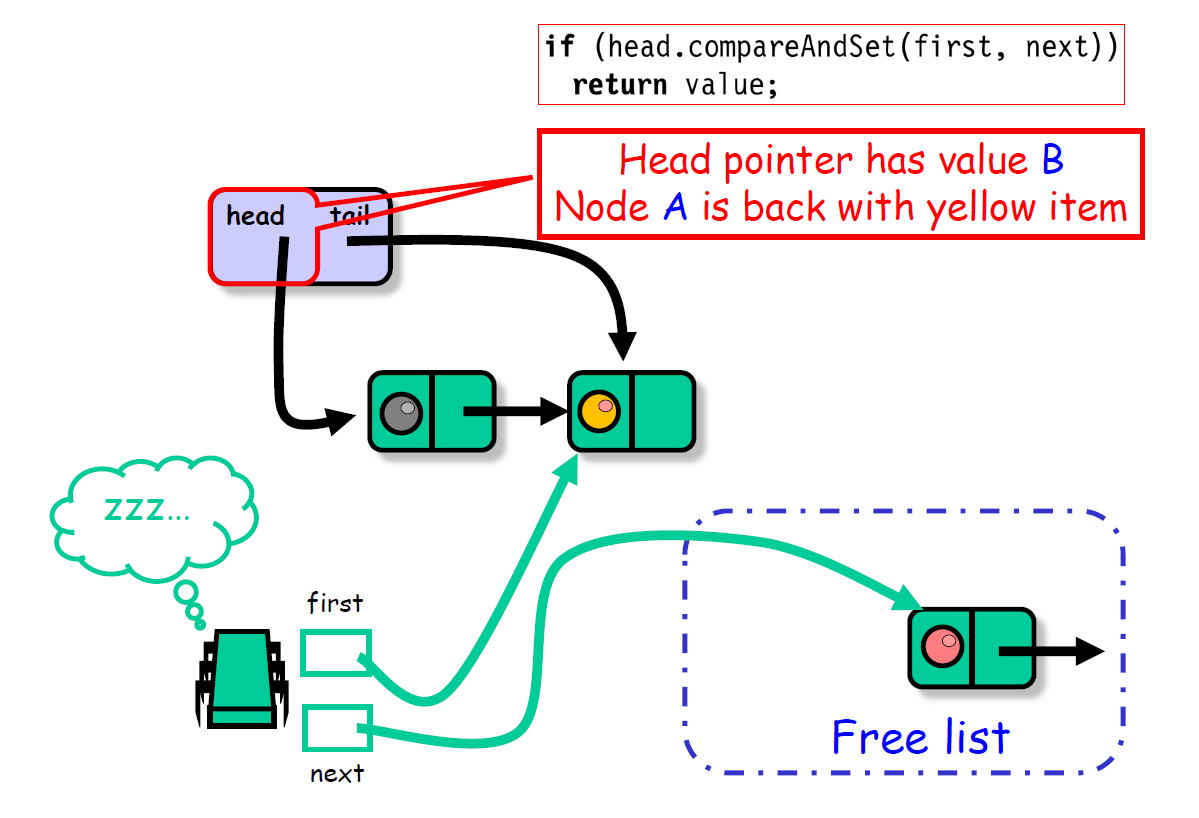 if (head.compareAndSet(first, next))
return value;
Head pointer has value B
Node A is back with yellow item
head
tail
zzz…
first
next
Free list